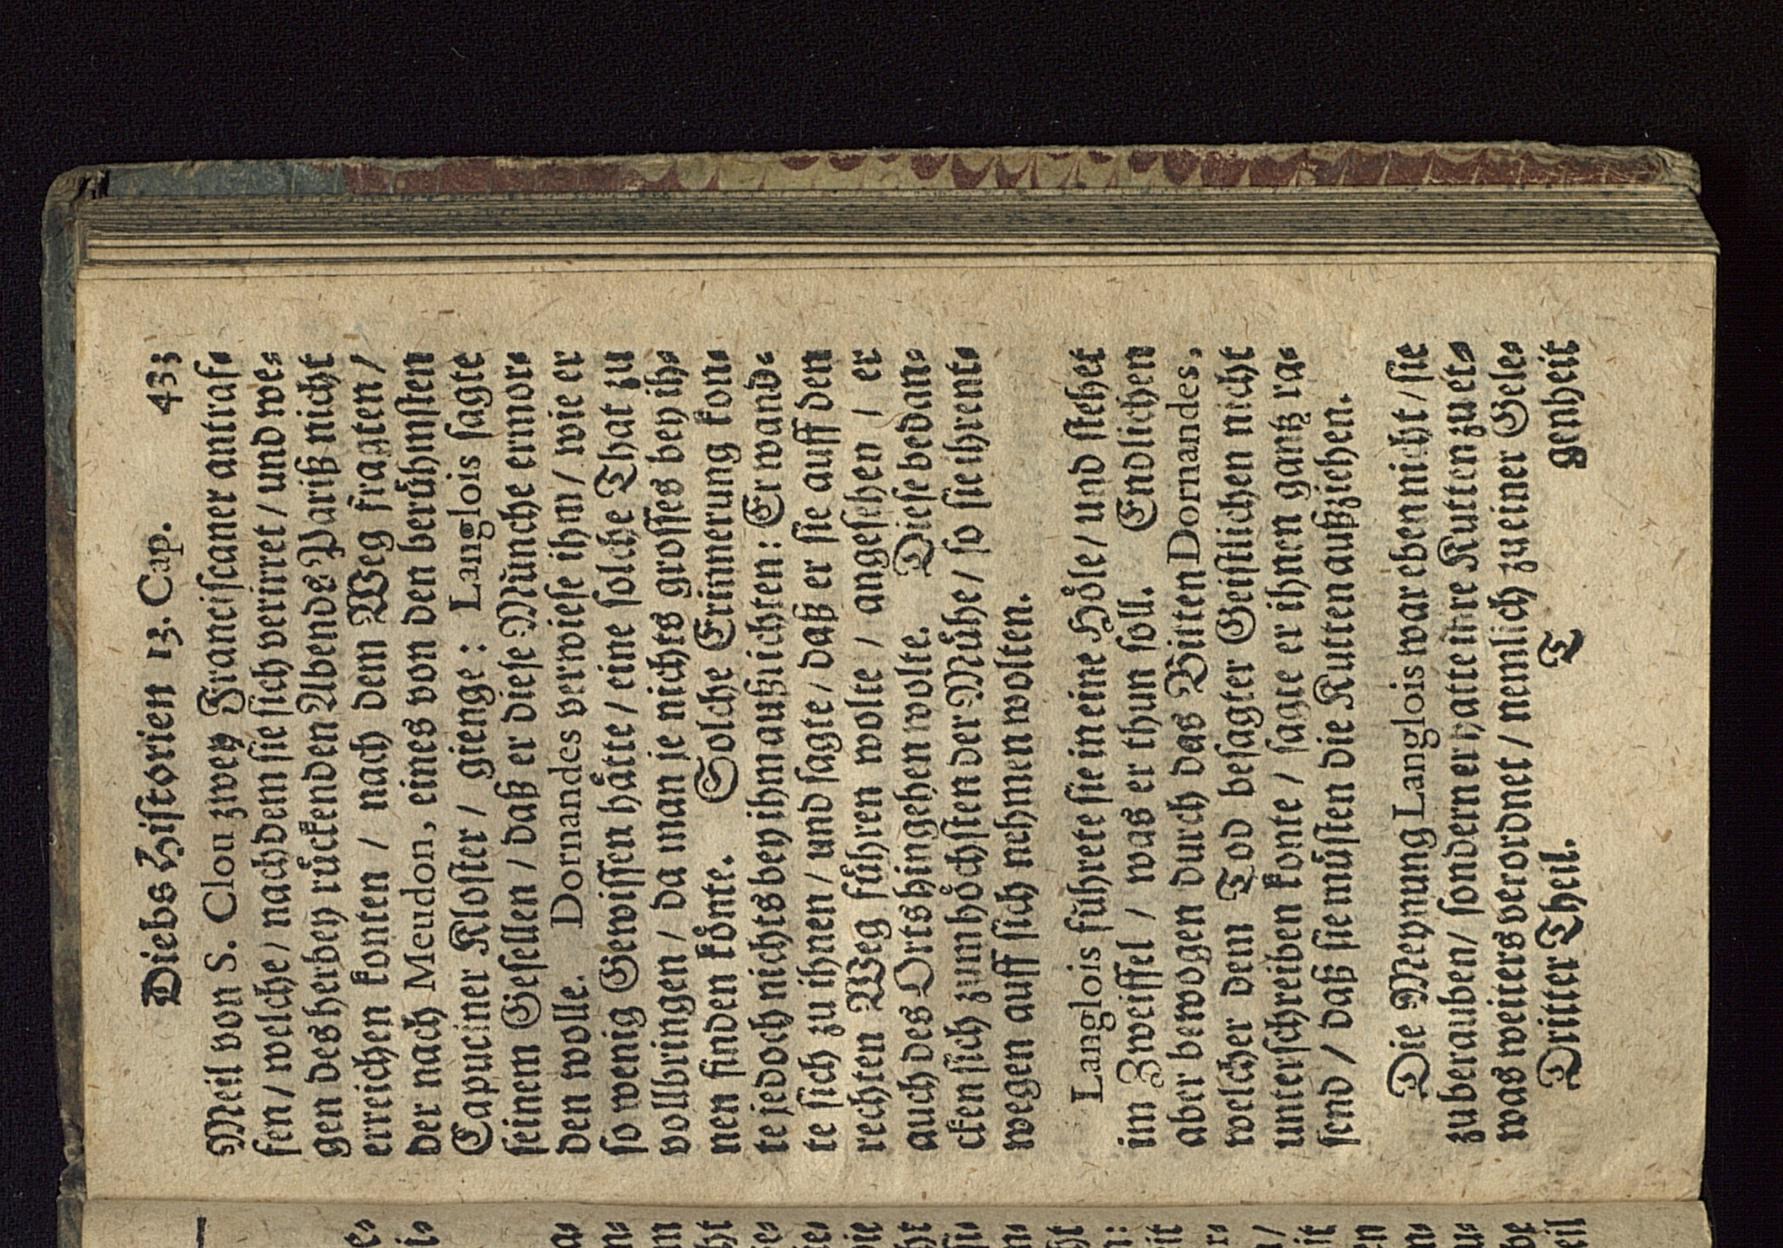 Diebs Historien 13. Cap. 433
Meil von S. Clou zwey Franciscaner antraf⸗
fen/ welche/ nachdem sie sich verirret/ und we⸗
gen des herbey rückenden Abends Pariß nicht
erreichen konten / nach dem Weg fragten /
der nach Meudon, eines von den berühmsten
Capuciner Kloster / gienge : Langlois sagte
seinem Gesellen / daß er diese Münche ermor⸗
den wolle. Dornandes verwiese ihm/ wie er
so wenig Gewissen hätte/ eine solche That zu
vollbringen/ da man je nichts grosses bey ih⸗
nen finden könte. Solche Erinnerung kon⸗
te jedoch nichts bey ihm außrichten: Er wand⸗
te sich zu ihnen/ und sagte/ daß er sie auff den
rechten Weg führen wolte / angesehen / er
auch des Orts hingehen wolte. Diese bedan⸗
cken sich zum höchsten der Mühe/ so sie ihrent⸗
wegen auff sich nehmen wolten.
Langlois führete sie in eine Höle/ und stehet
im Zweiffel / was er thun soll. Endlichen
aber bewogen durch das Bitten Dornandes,
welcher dem Tod besagter Geistlichen nicht
unterschreiben konte / sagte er ihnen gantz ra⸗
send / daß sie müsten die Kutten außziehen.
Die Meynung Langlois war eben nicht/ sie
zu berauben/ sondern er hatte ihre Kutten zu et⸗
was weiters verordnet / nemlich zu einer Gele⸗
Dritter Theil. T genheit